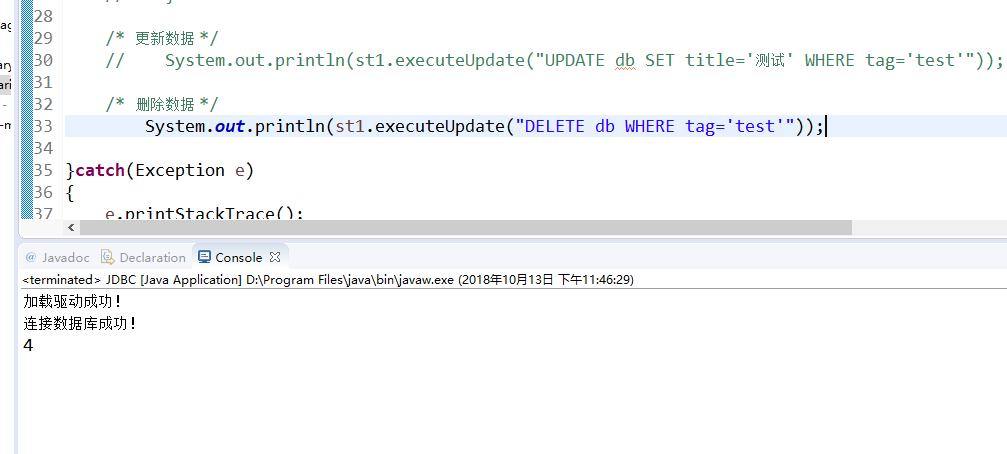 28
29 /* 更新数据 */
30 // System.out.println(st1.executeUpdate("UPDATE db SET title='测试' WHERE tag='test'"));
31
32 /* 删除数据 */
33 System.out.println(st1.executeUpdate("DELETE db WHERE tag='test'"));
34
35 }catch(Exception e)
36 {
37 e.printStackTrace();
@ Javadoc Declaration Console
<terminated> JDBC [Java Application] D:\Program Files\java\bin\javaw.exe (2018年10月13日 下午11:46:29)
加载驱动成功!
连接数据库成功!
4